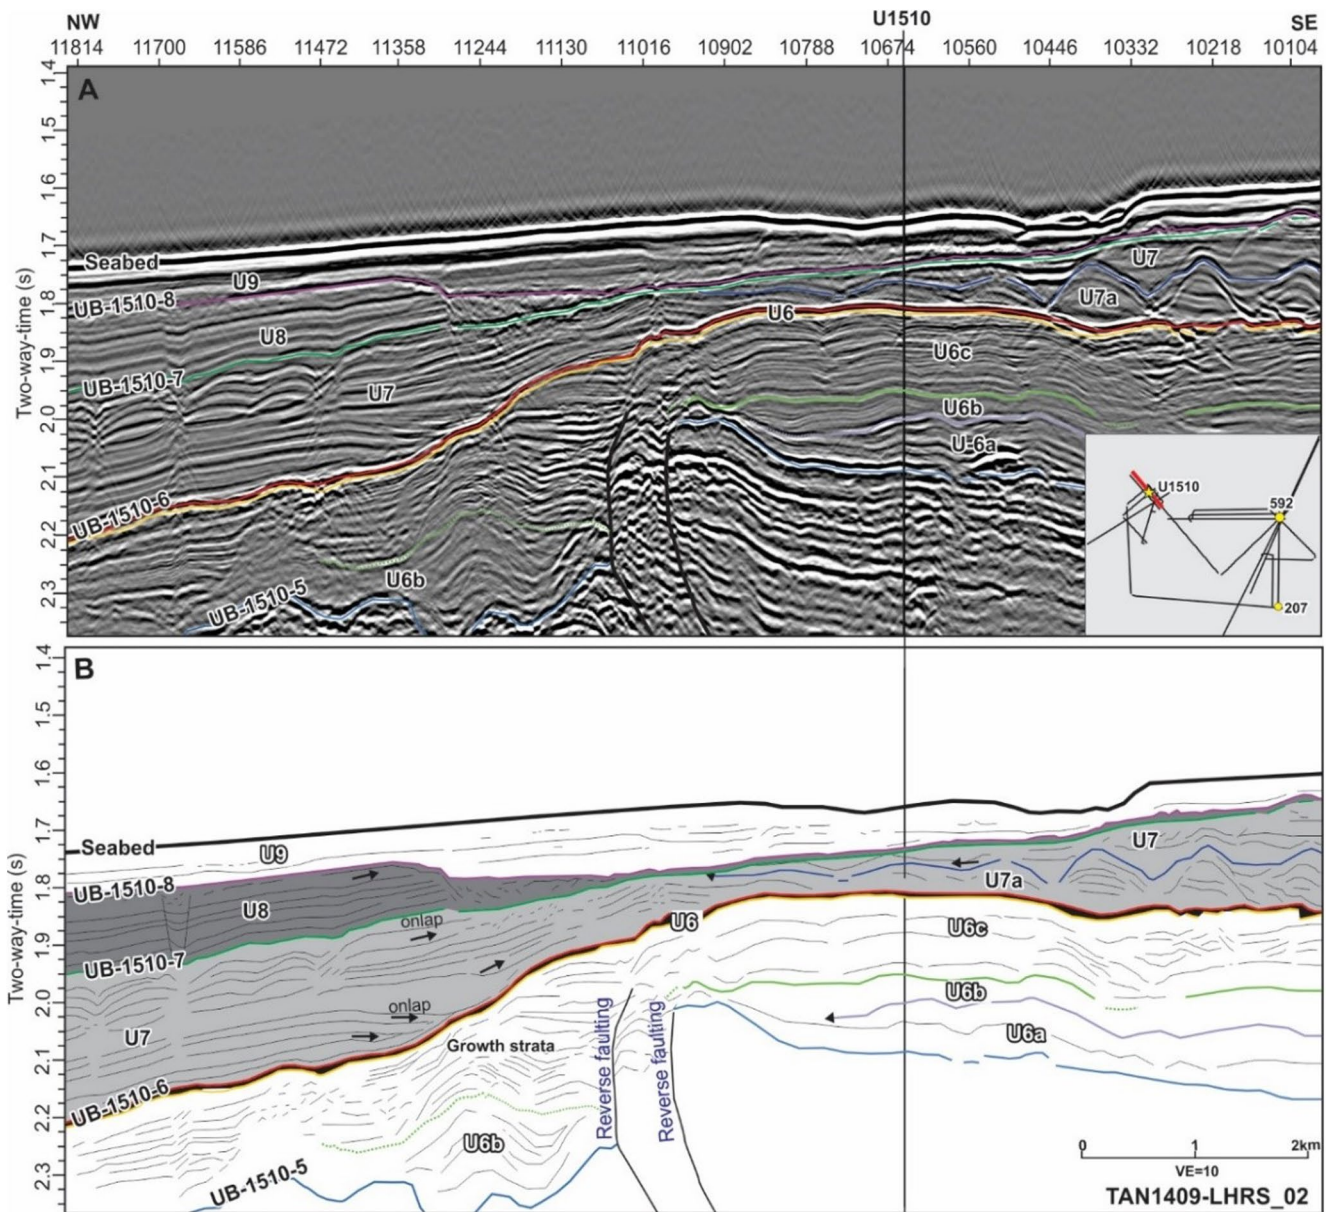 NW U1510 SE
11814 11700 11586 11472 11358 11244 11130 11016 10902 10788 10674 10560 10446 10332 10218 10104
A
Two-way-time (s)
1.4
1.5
1.6
1.7
1.8
1.9
2.0
2.1
2.2
2.3
Seabed
U9
UB-1510-8
U8
UB-1510-7
U7
UB-1510-6
U6b
UB-1510-5
U7
U7a
U6
U6c
U6b
U-6a
U1510
592
207
B
Two-way-time (s)
1.4
1.5
1.6
1.7
1.8
1.9
2.0
2.1
2.2
2.3
Seabed
U9
UB-1510-8
U8
UB-1510-7
onlap
U7
onlap
UB-1510-6
Growth strata
U6b
UB-1510-5
Reverse faulting
Reverse faulting
U7
U7a
U6
U6c
U6b
U6a
0 1 2km
VE=10
TAN1409-LHRS_02